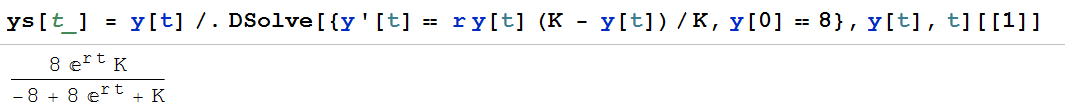 ys[t_] = y[t] /. DSolve[{y'[t] == r y[t] (K - y[t]) / K, y[0] == 8}, y[t], t][[1]]
8 ⅇ^(r t) K
-8 + 8 ⅇ^(r t) + K